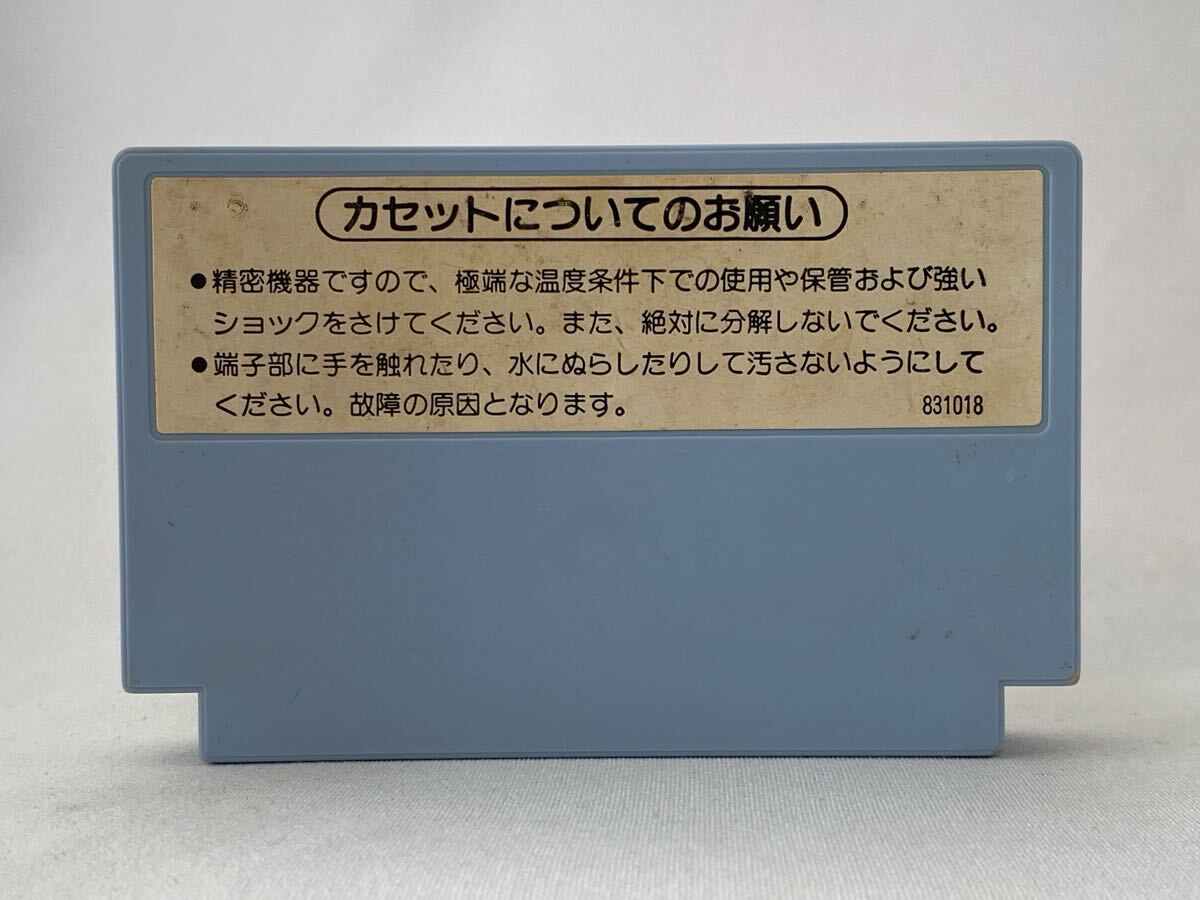 カセットについてのお願い
●精密機器ですので、極端な温度条件下での使用や保管および強い
ショックをさけてください。また、絶対に分解しないでください。
●端子部に手を触れたり、水にぬらしたりして汚さないようにして
ください。故障の原因となります。 831018